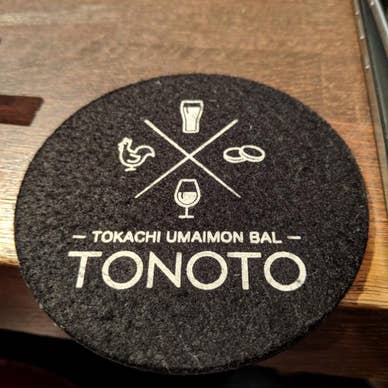 — TOKACHI UMAIMON BAL —
TONOTO